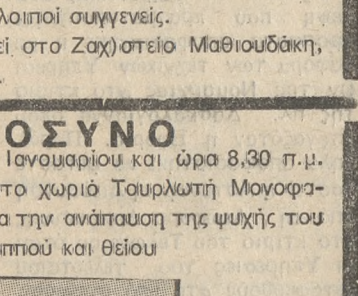 λοιποί συγγενείς.
εί στο Ζαχ)στείο Μαθιουδάκη,
ΟΣΥΝΟ
Ιανουαρίου και ώρα 8,30 π.μ.
το χωριό Τουρλωτή Μονοφα-
α την ανάπαυση της ψυχής του
ππού και θείου